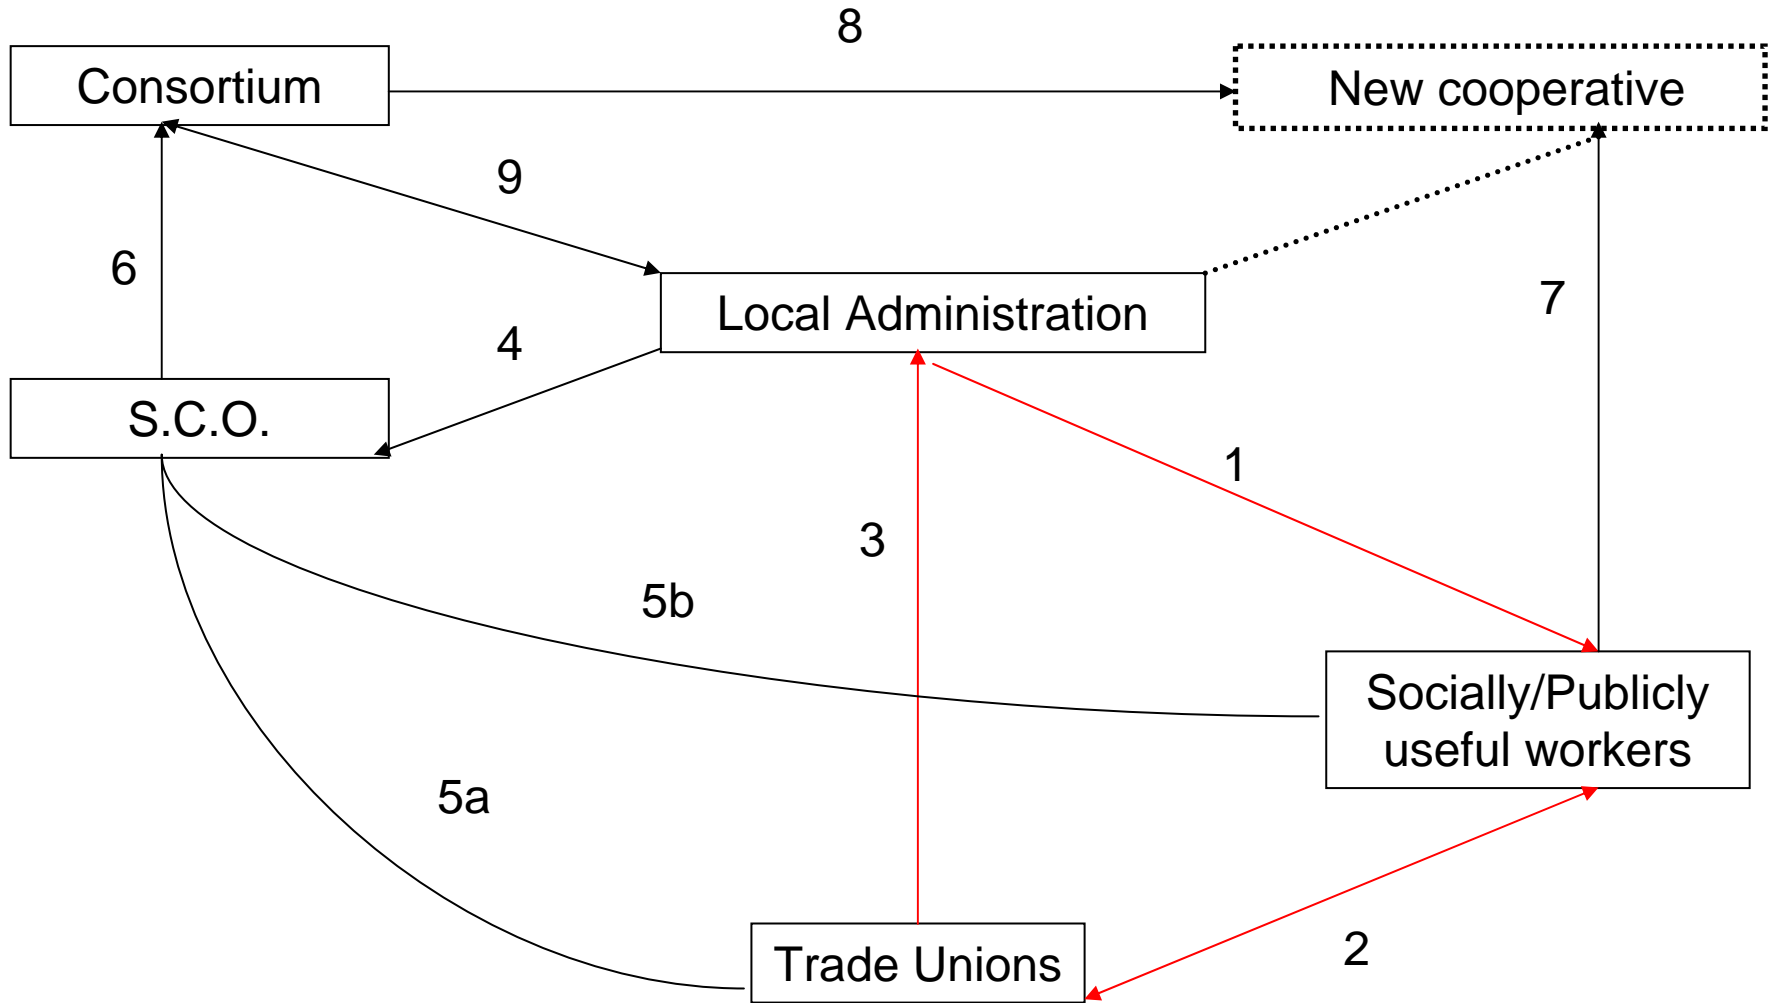 8
Consortium
New cooperative
9
6
7
Local Administration
4
S.C.O.
1
3
5b
Socially/Publicly
useful workers
5a
2
Trade Unions